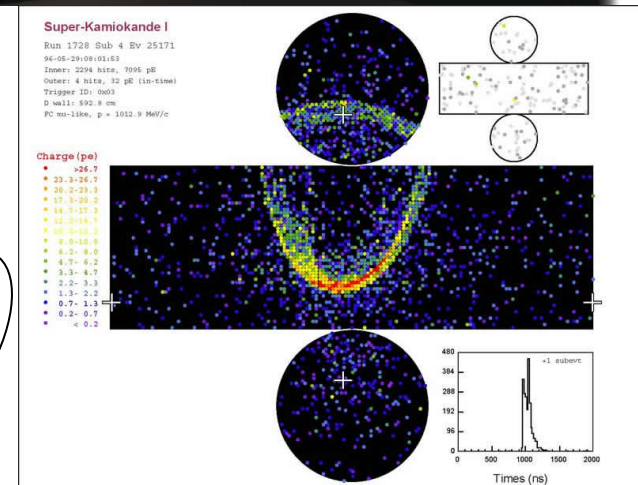 Super-Kamiokande I
Run 1728 Sub 4 Ev 25171
96-05-29:08:01:53
Inner: 2294 hits, 7095 pE
Outer: 4 hits, 32 pE (in-time)
Trigger ID: 0x03
D wall: 592.8 cm
FC mu-like, p = 1012.9 MeV/c
Charge(pe)
>26.7
23.3-26.7
20.2-23.3
17.3-20.2
14.7-17.3
12.2-14.7
10.0-12.2
8.0-10.0
6.2- 8.0
4.7- 6.2
3.3- 4.7
2.2- 3.3
1.3- 2.2
0.7- 1.3
0.2- 0.7
< 0.2
480
384
288
192
96
0
0 500 1000 1500 2000
Times (ns)